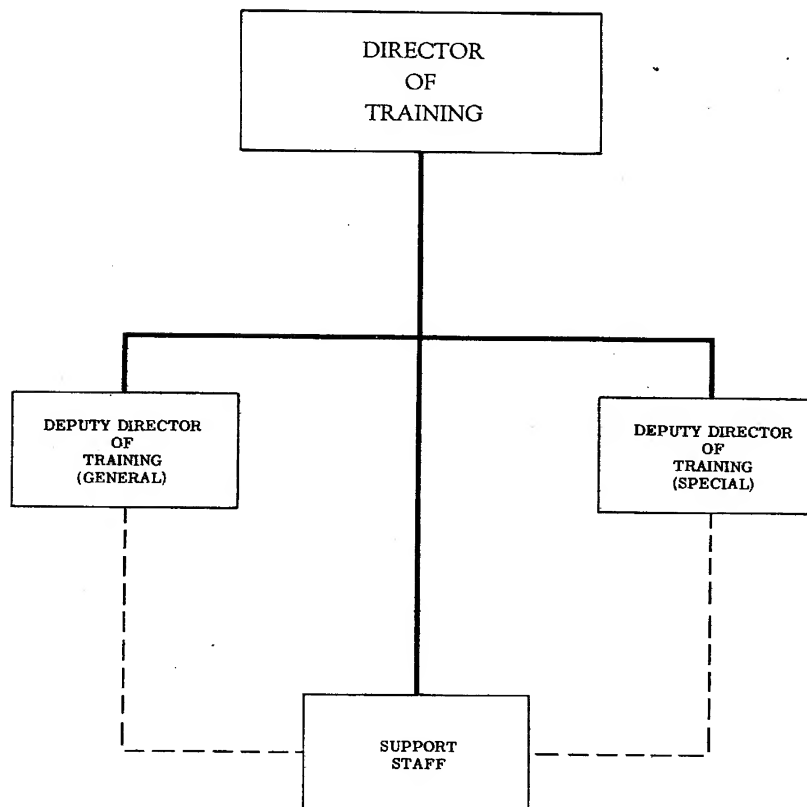 DIRECTOR
OF
TRAINING
DEPUTY DIRECTOR
OF
TRAINING
(GENERAL)
DEPUTY DIRECTOR
OF
TRAINING
(SPECIAL)
SUPPORT
STAFF